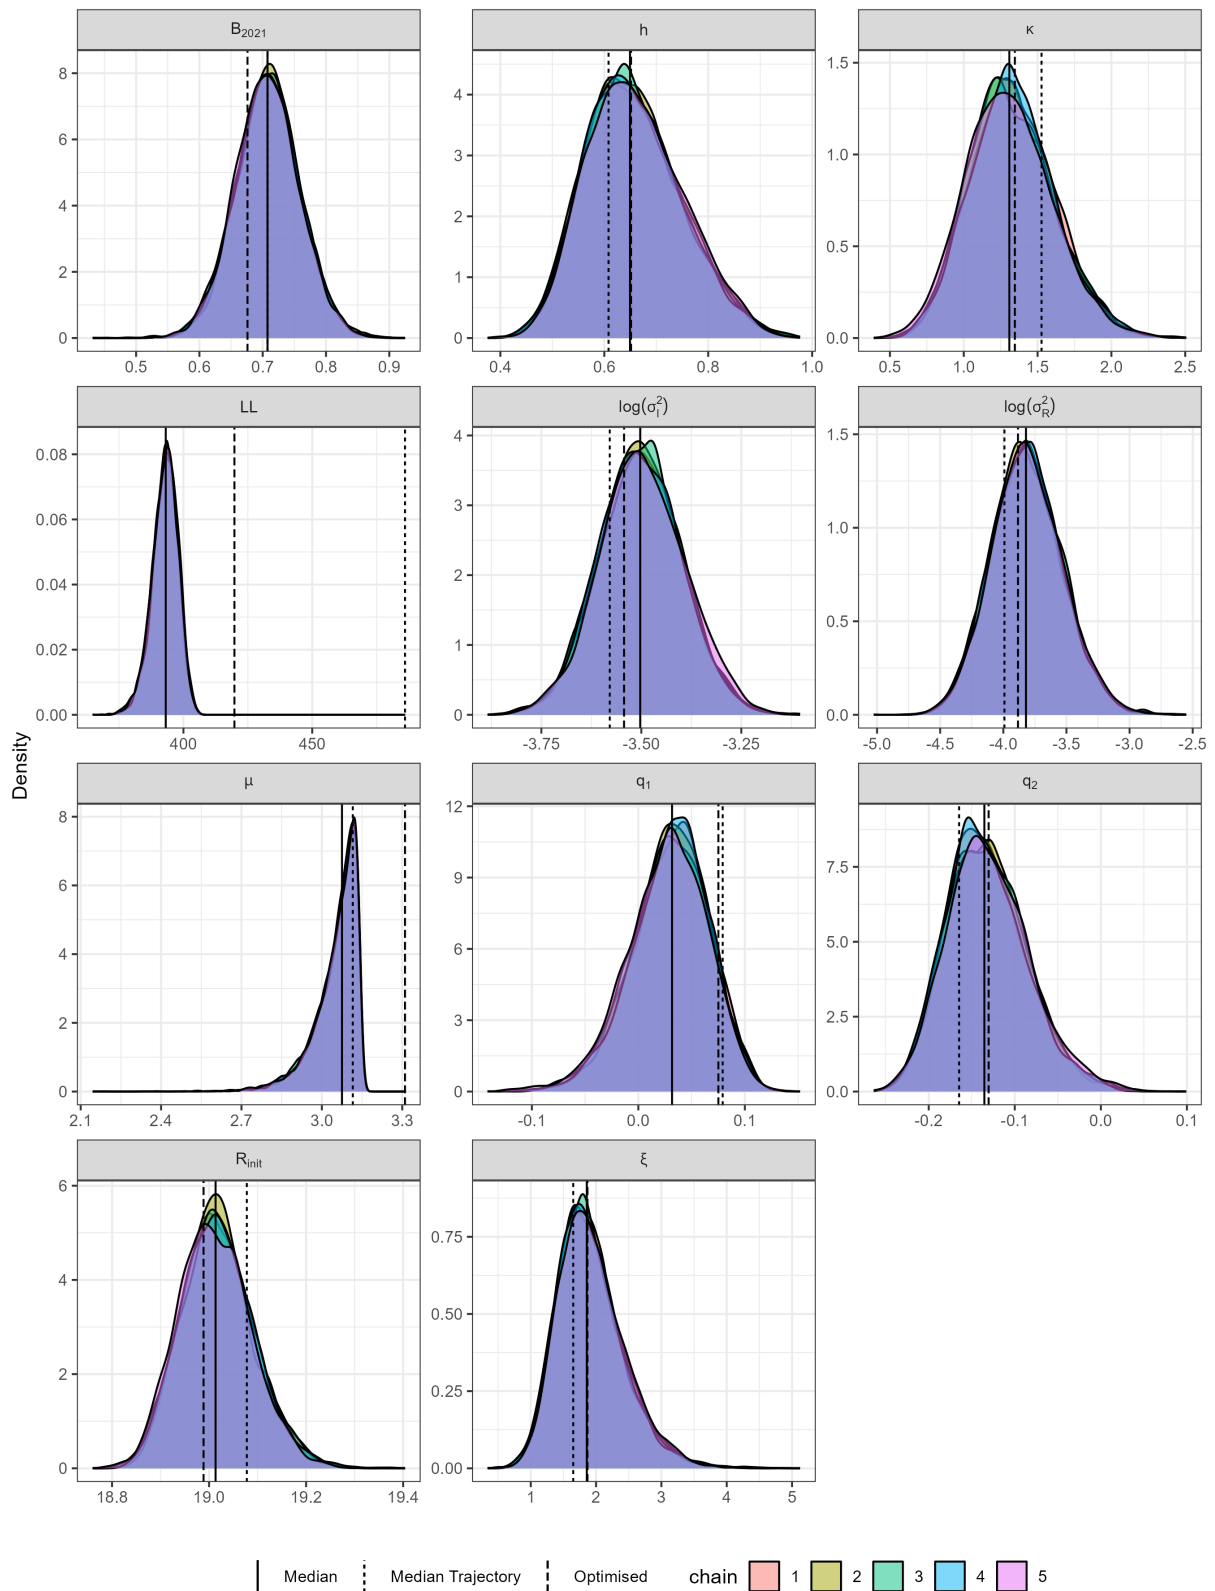 B₂₀₂₁ h κ
8 6 4 2 0
4 3 2 1 0
1.5 1.0 0.5 0.0
0.5 0.6 0.7 0.8 0.9
0.4 0.6 0.8 1.0
0.5 1.0 1.5 2.0 2.5
LL log(σ_I^2) log(σ_R^2)
0.08 0.06 0.04 0.02 0.00
4 3 2 1 0
1.5 1.0 0.5 0.0
400 450
-3.75 -3.50 -3.25
-5.0 -4.5 -4.0 -3.5 -3.0 -2.5
Density
μ q₁ q₂
8 6 4 2 0
12 9 6 3 0
7.5 5.0 2.5 0.0
2.1 2.4 2.7 3.0 3.3
-0.1 0.0 0.1
-0.2 -0.1 0.0 0.1
R_init ξ
6 4 2 0
0.75 0.50 0.25 0.00
18.8 19.0 19.2 19.4
1 2 3 4 5
Median Median Trajectory Optimised chain 1 2 3 4 5